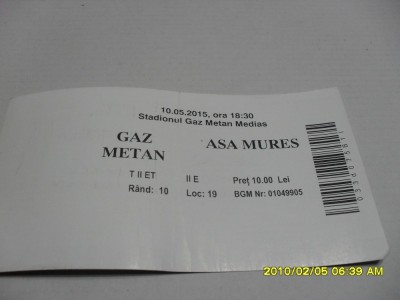 10.05.2015, ora 18:30
Stadionul Gaz Metan Medias
GAZ METAN
ASA MURES
T II ET II E Preț 10.00 Lei
Rând: 10 Loc: 19 BGM Nr: 01049905
2010/02/05 06:39 AM